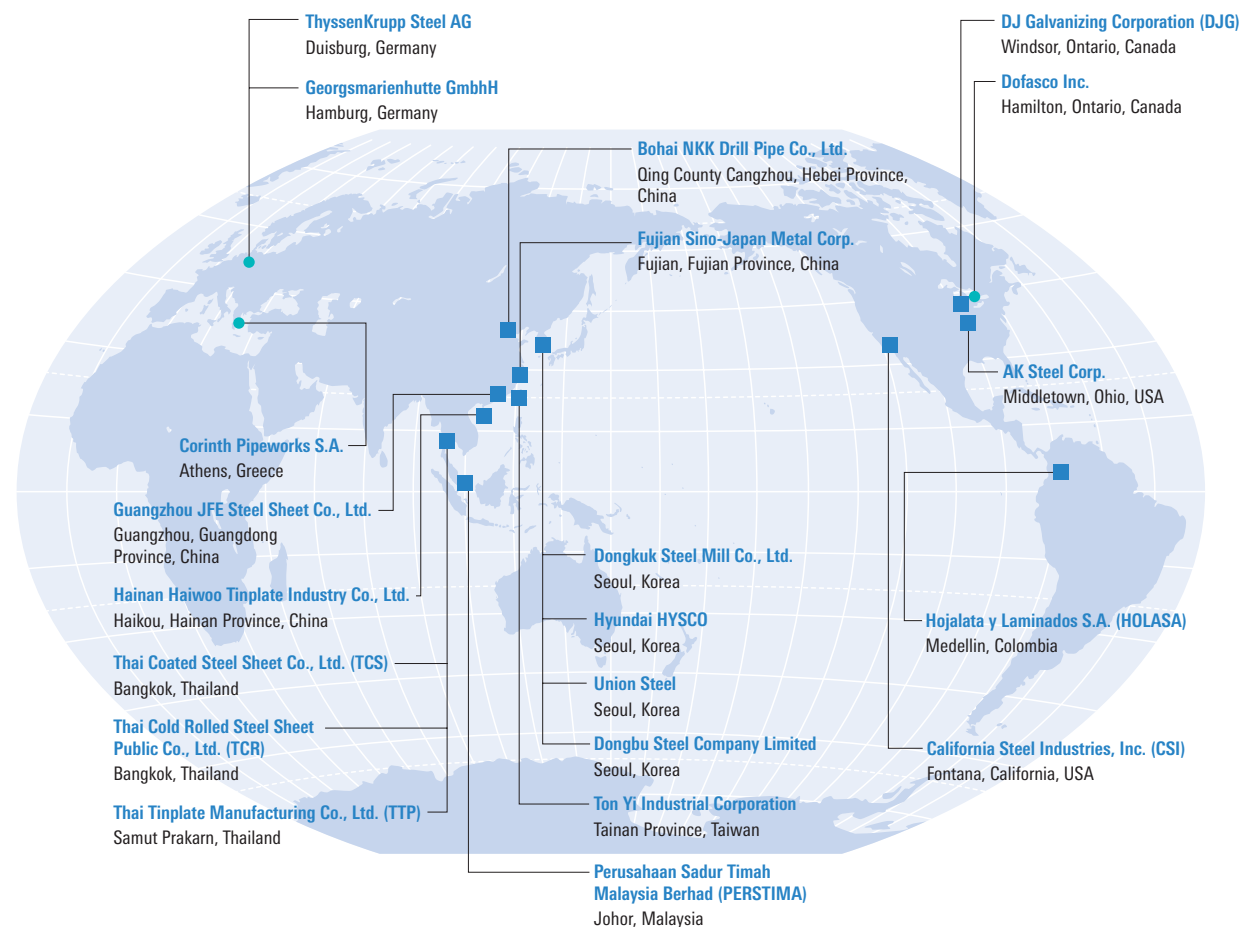 ThyssenKrupp Steel AG
Duisburg, Germany
Georgsmarienhutte GmbhH
Hamburg, Germany
DJ Galvanizing Corporation (DJG)
Windsor, Ontario, Canada
Dofasco Inc.
Hamilton, Ontario, Canada
Bohai NKK Drill Pipe Co., Ltd.
Qing County Cangzhou, Hebei Province,
China
Fujian Sino-Japan Metal Corp.
Fujian, Fujian Province, China
AK Steel Corp.
Middletown, Ohio, USA
Corinth Pipeworks S.A.
Athens, Greece
Guangzhou JFE Steel Sheet Co., Ltd.
Guangzhou, Guangdong
Province, China
Hainan Haiwoo Tinplate Industry Co., Ltd.
Haikou, Hainan Province, China
Thai Coated Steel Sheet Co., Ltd. (TCS)
Bangkok, Thailand
Thai Cold Rolled Steel Sheet
Public Co., Ltd. (TCR)
Bangkok, Thailand
Thai Tinplate Manufacturing Co., Ltd. (TTP)
Samut Prakarn, Thailand
Dongkuk Steel Mill Co., Ltd.
Seoul, Korea
Hyundai HYSCO
Seoul, Korea
Union Steel
Seoul, Korea
Dongbu Steel Company Limited
Seoul, Korea
Ton Yi Industrial Corporation
Tainan Province, Taiwan
Perusahaan Sadur Timah
Malaysia Berhad (PERSTIMA)
Johor, Malaysia
Hojalata y Laminados S.A. (HOLASA)
Medellin, Colombia
California Steel Industries, Inc. (CSI)
Fontana, California, USA